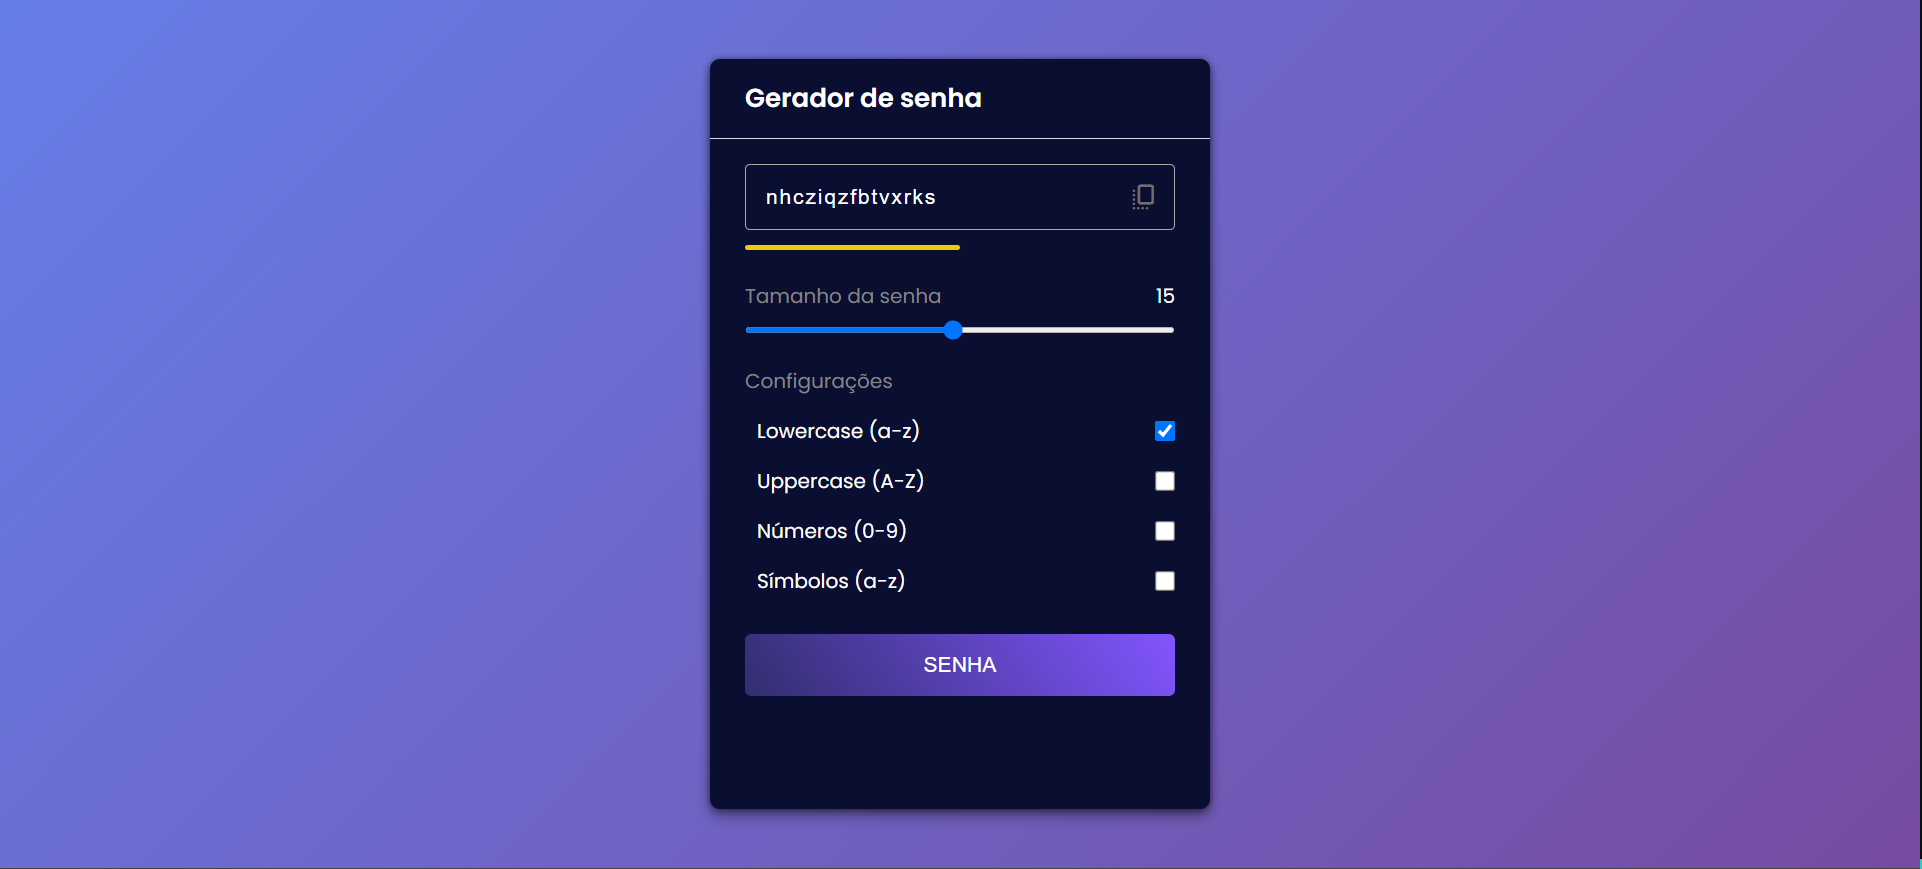 Gerador de senha
nhcziqzfbtvxrks
Tamanho da senha 15
Configurações
Lowercase (a-z)
Uppercase (A-Z)
Números (0-9)
Símbolos (a-z)
SENHA